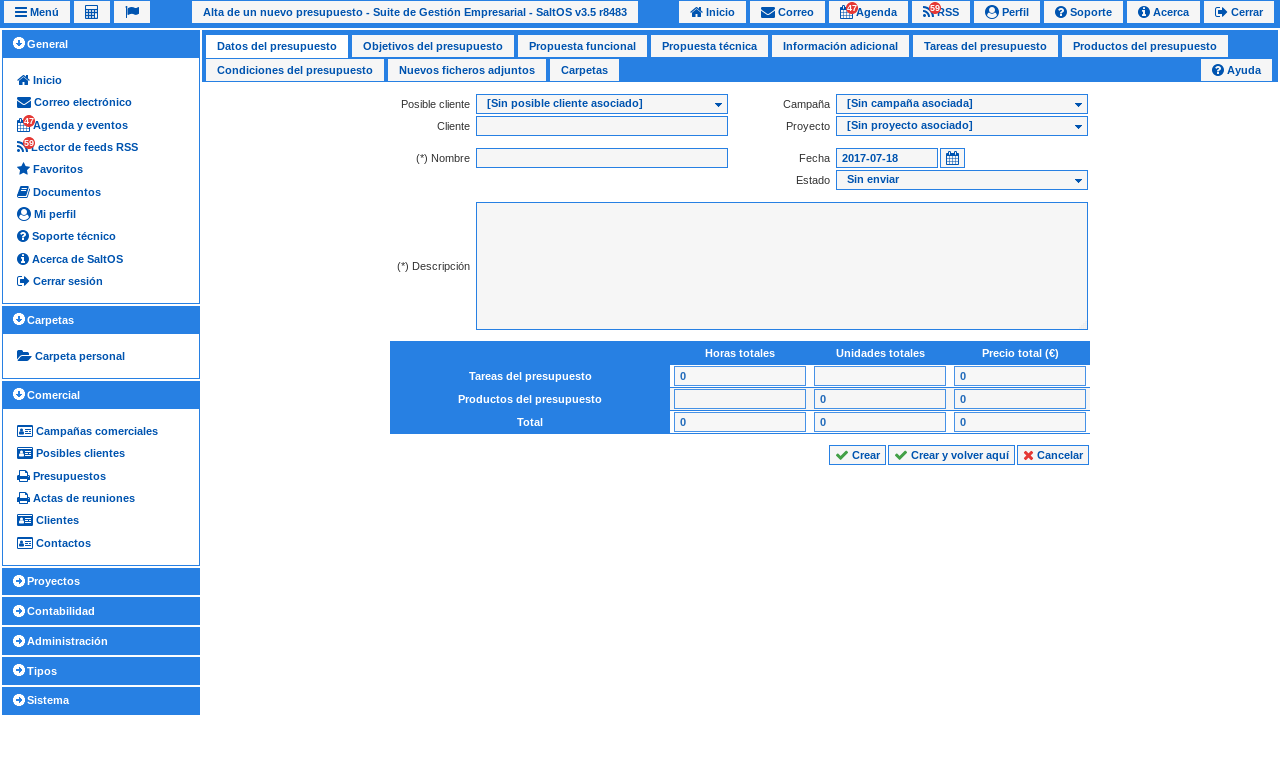 Menú
Alta de un nuevo presupuesto - Suite de Gestión Empresarial - SaltOS v3.5 r8483
Inicio
Correo
47
Agenda
59
RSS
Perfil
Soporte
Acerca
Cerrar
General
Inicio
Correo electrónico
47
Agenda y eventos
59
Lector de feeds RSS
Favoritos
Documentos
Mi perfil
Soporte técnico
Acerca de SaltOS
Cerrar sesión
Carpetas
Carpeta personal
Comercial
Campañas comerciales
Posibles clientes
Presupuestos
Actas de reuniones
Clientes
Contactos
Proyectos
Contabilidad
Administración
Tipos
Sistema
Datos del presupuesto
Objetivos del presupuesto
Propuesta funcional
Propuesta técnica
Información adicional
Tareas del presupuesto
Productos del presupuesto
Condiciones del presupuesto
Nuevos ficheros adjuntos
Carpetas
Ayuda
Posible cliente [Sin posible cliente asociado]
Campaña [Sin campaña asociada]
Cliente
Proyecto [Sin proyecto asociado]
(*) Nombre
Fecha 2017-07-18
Estado Sin enviar
(*) Descripción
Horas totales Unidades totales Precio total (€)
Tareas del presupuesto 0 0
Productos del presupuesto 0 0
Total 0 0 0
Crear
Crear y volver aquí
Cancelar